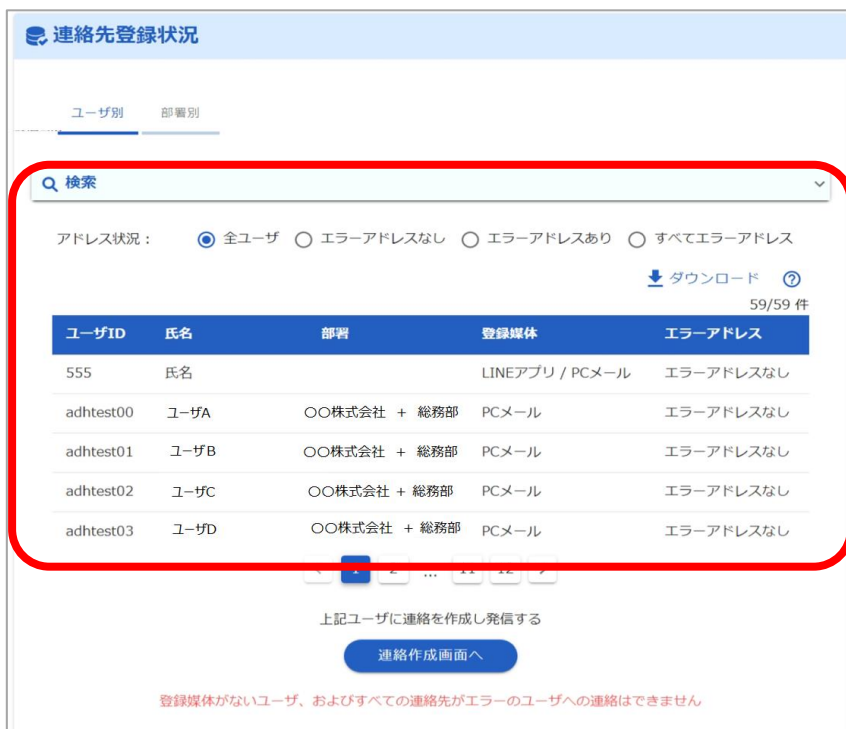 連絡先登録状況
ユーザ別 部署別
検索
アドレス状況： 全ユーザ エラーアドレスなし エラーアドレスあり すべてエラーアドレス
ダウンロード ?
59/59 件
ユーザID 氏名 部署 登録媒体 エラーアドレス
555 氏名 LINEアプリ / PCメール エラーアドレスなし
adhtest00 ユーザA 〇〇株式会社 + 総務部 PCメール エラーアドレスなし
adhtest01 ユーザB 〇〇株式会社 + 総務部 PCメール エラーアドレスなし
adhtest02 ユーザC 〇〇株式会社 + 総務部 PCメール エラーアドレスなし
adhtest03 ユーザD 〇〇株式会社 + 総務部 PCメール エラーアドレスなし
1 2 ... 11 12
上記ユーザに連絡を作成し発信する
連絡作成画面へ
登録媒体がないユーザ、およびすべての連絡先がエラーのユーザへの連絡はできません